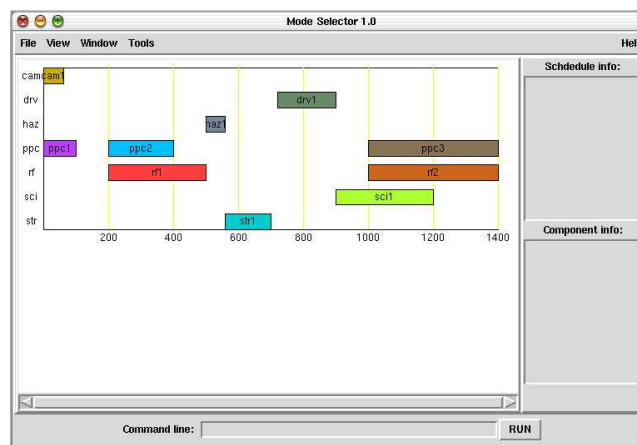 Mode Selector 1.0
File View Window Tools Hel
Schdedule info:
cam cam1
drv drv1
haz haz1
ppc ppc1 ppc2 ppc3
rf rf1 rf2
sci sci1
str str1
200 400 600 800 1000 1200 1400
Component info:
Command line: RUN